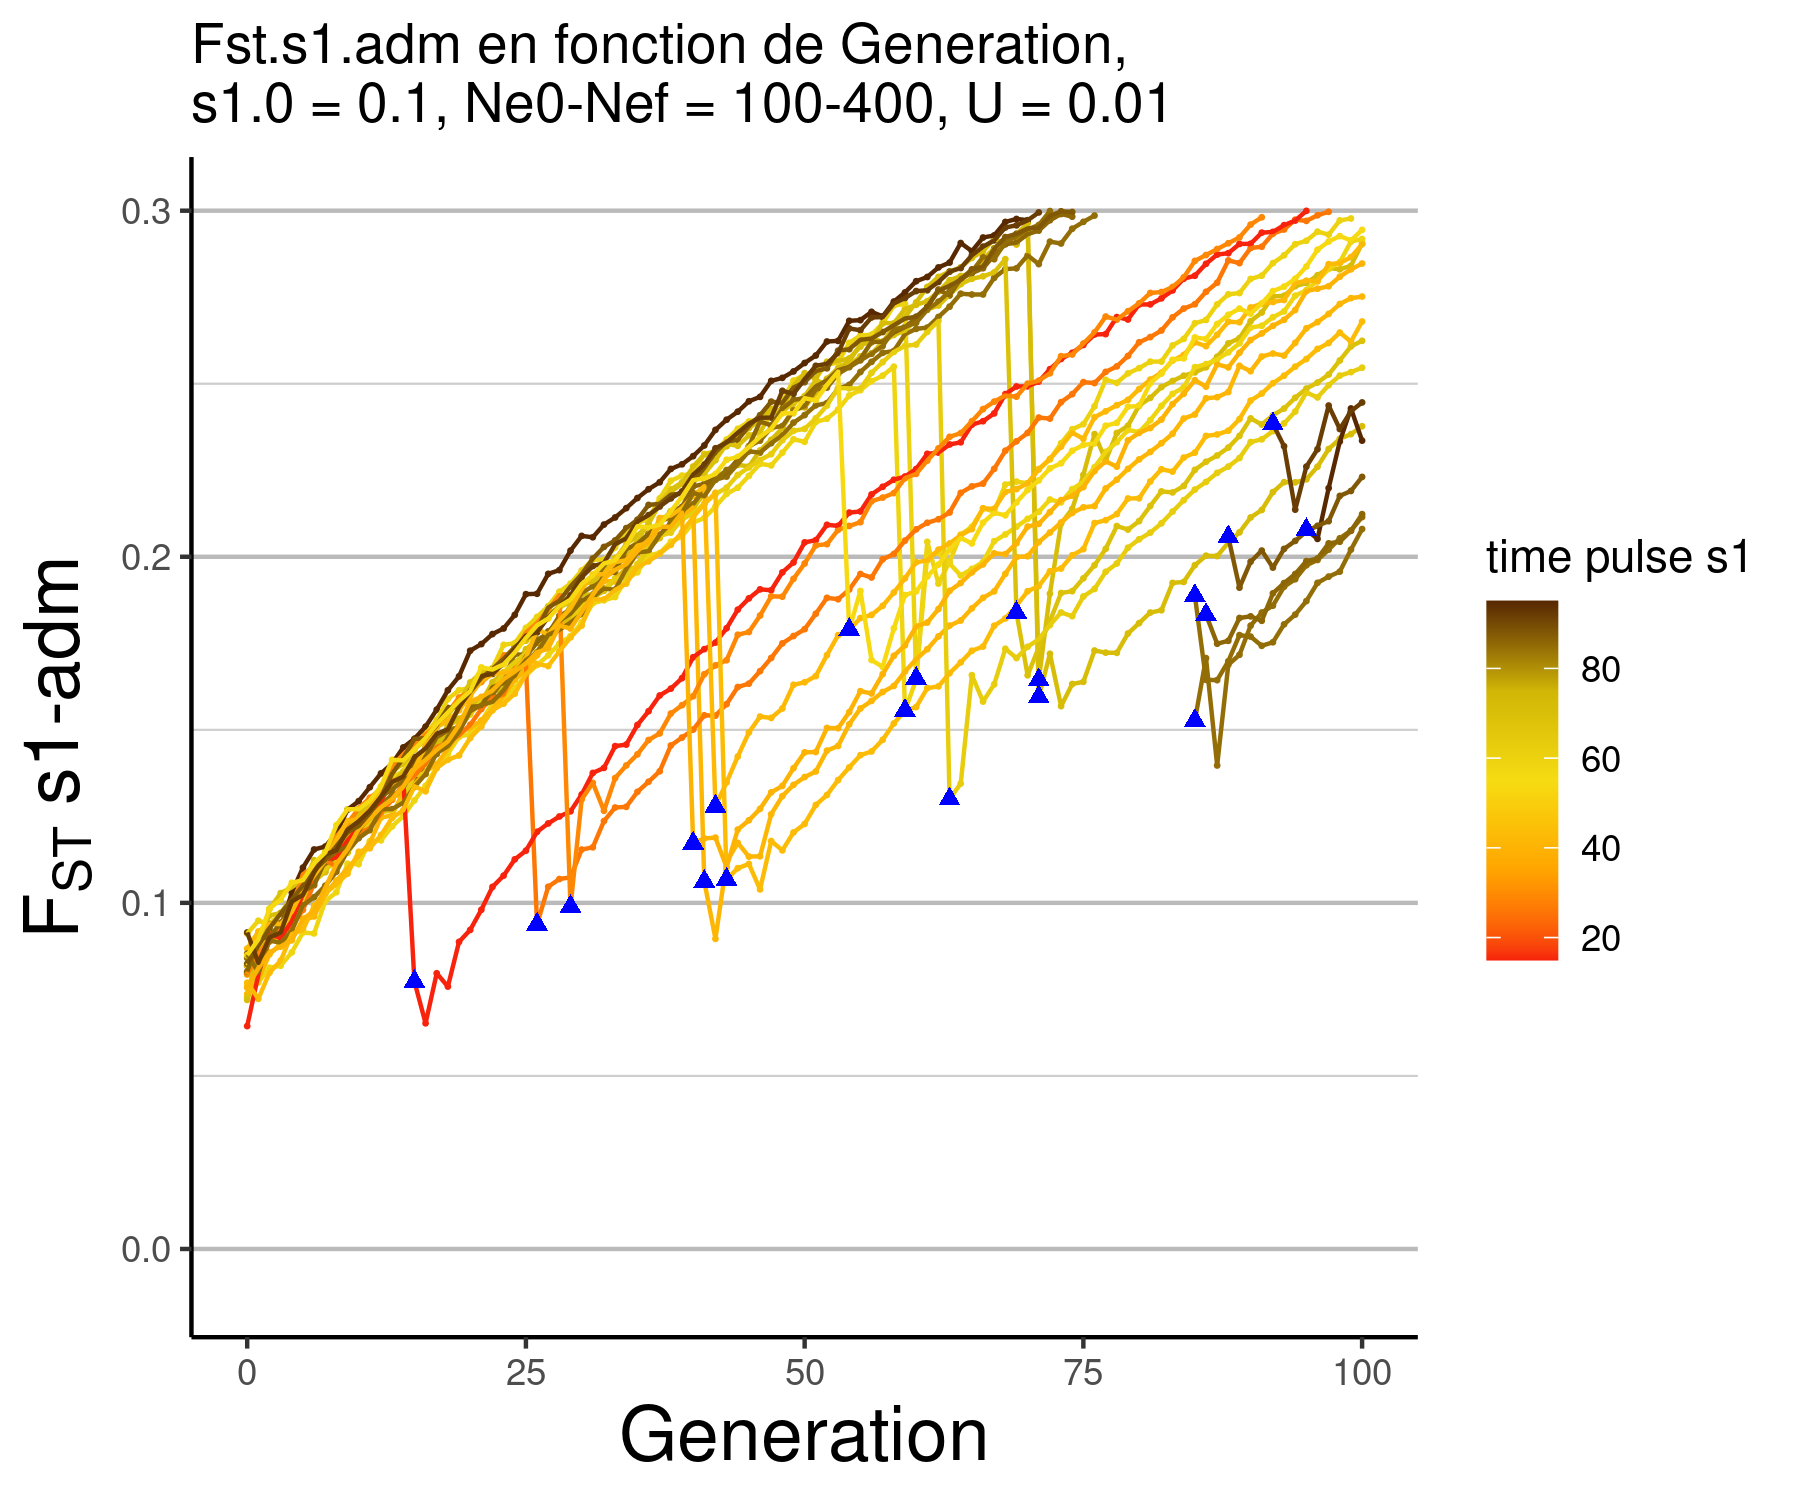 Fst.s1.adm en fonction de Generation,
s1.0 = 0.1, Ne0-Nef = 100-400, U = 0.01
0.3
0.2
0.1
0.0
FST s1-adm
0 25 50 75 100
Generation
time pulse s1
80
60
40
20